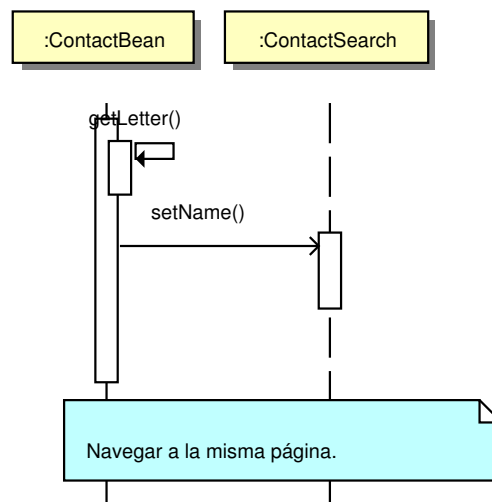 :ContactBean
:ContactSearch
getLetter()
setName()
Navegar a la misma página.